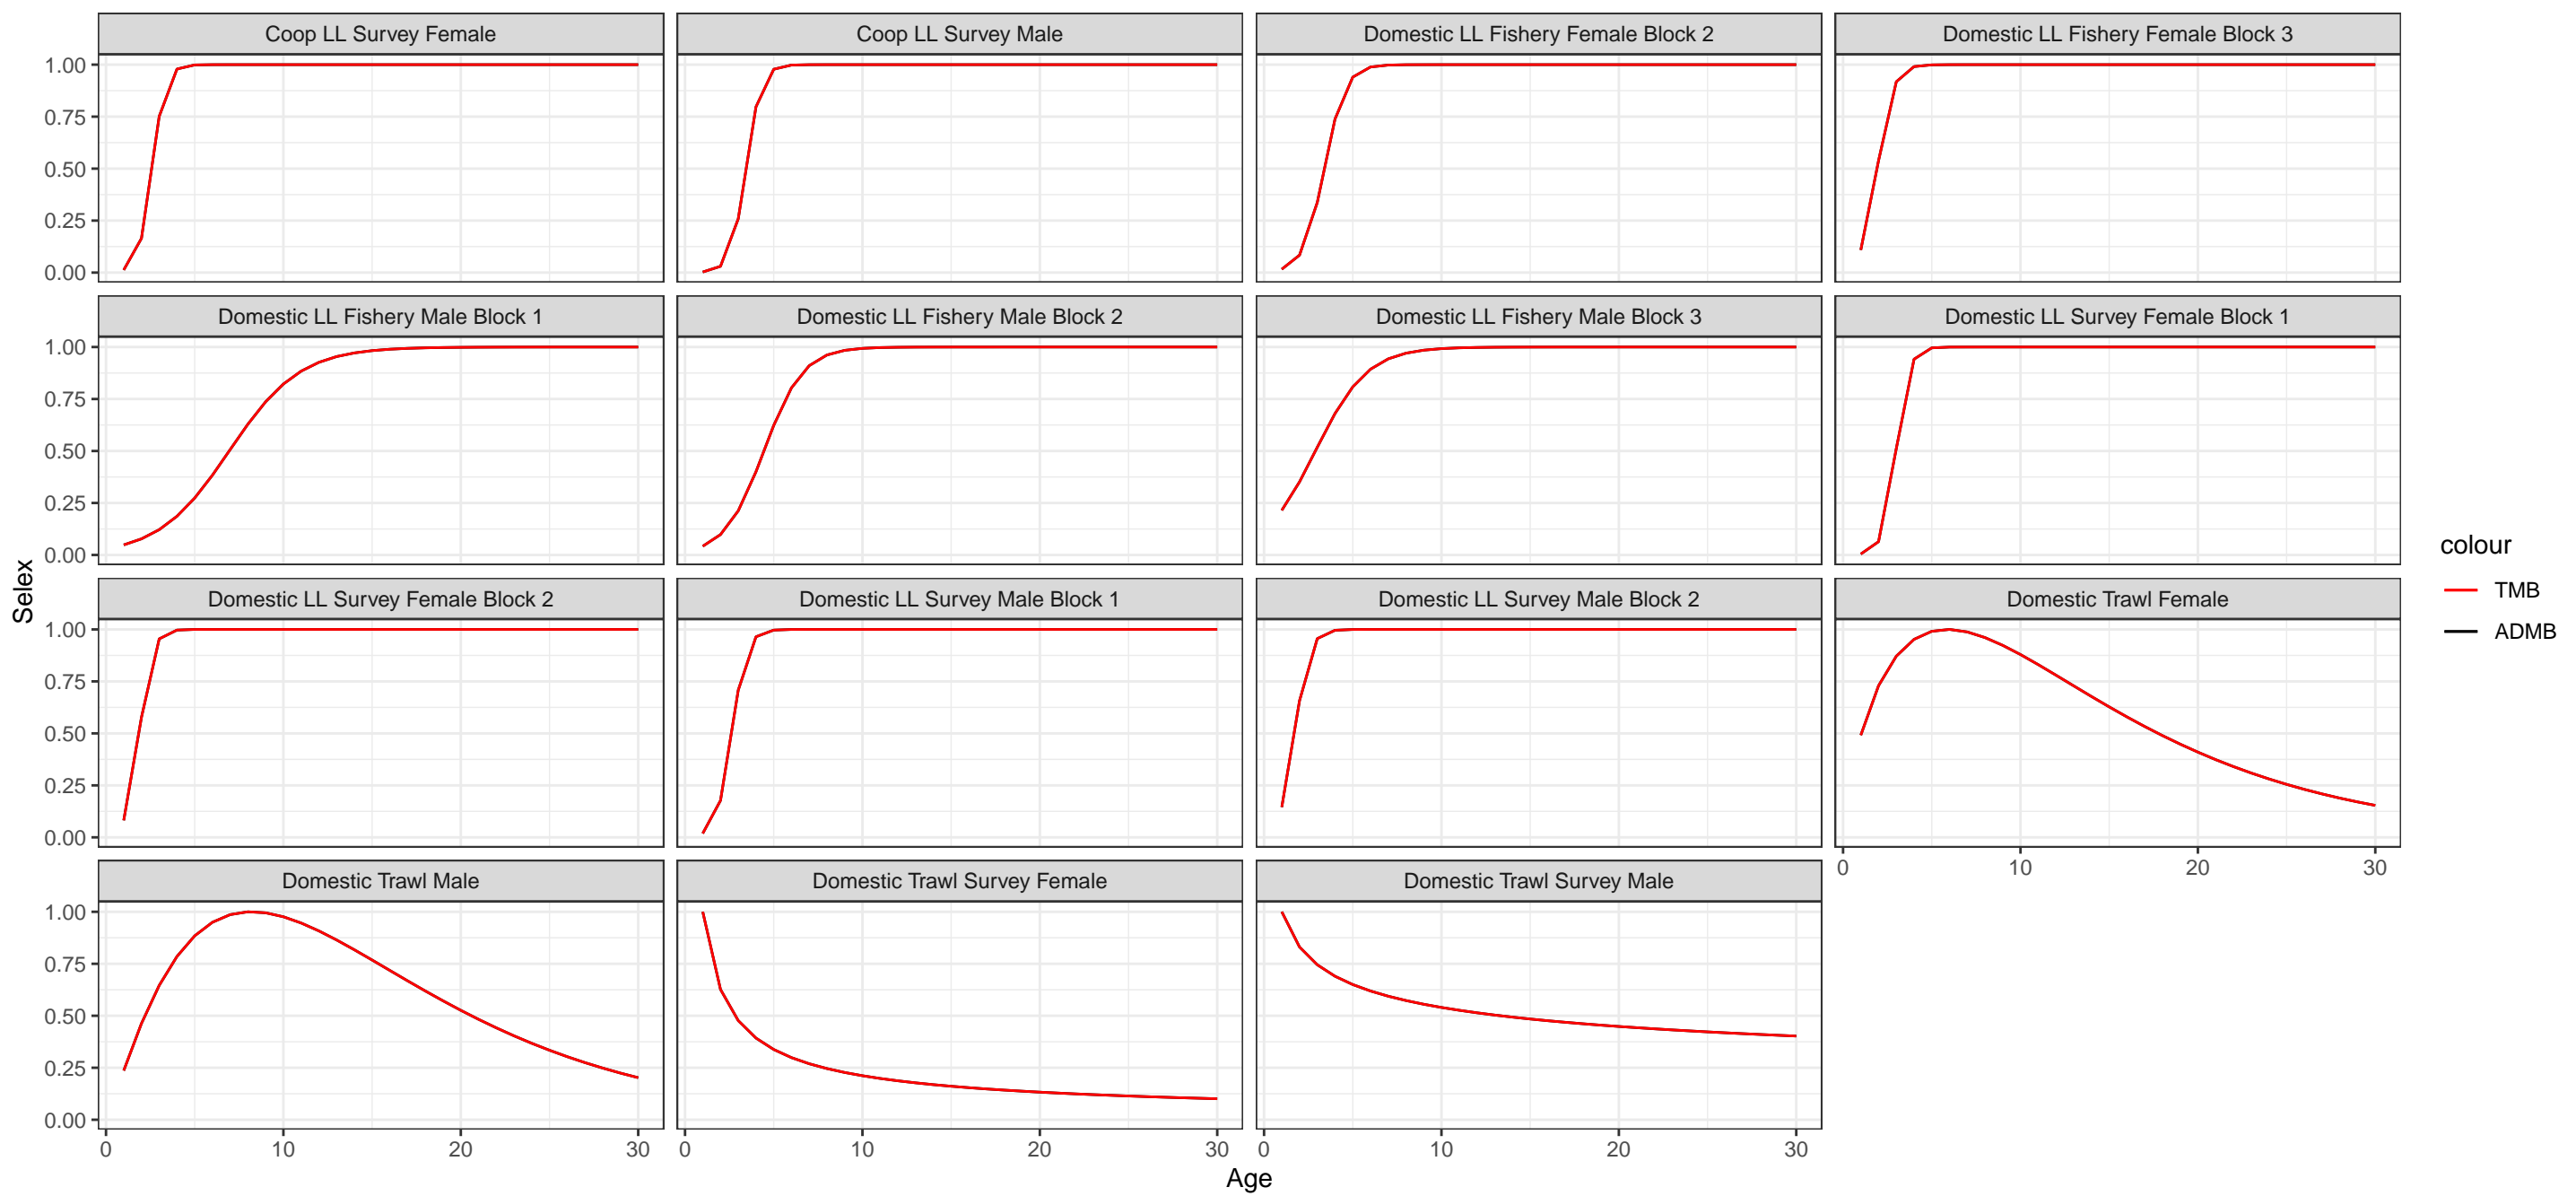 Coop LL Survey Female
Coop LL Survey Male
Domestic LL Fishery Female Block 2
Domestic LL Fishery Female Block 3
1.00
0.75
0.50
0.25
0.00
Domestic LL Fishery Male Block 1
Domestic LL Fishery Male Block 2
Domestic LL Fishery Male Block 3
Domestic LL Survey Female Block 1
1.00
0.75
0.50
0.25
0.00
Domestic LL Survey Female Block 2
Domestic LL Survey Male Block 1
Domestic LL Survey Male Block 2
Domestic Trawl Female
1.00
0.75
0.50
0.25
0.00
0 10 20 30
Domestic Trawl Male
Domestic Trawl Survey Female
Domestic Trawl Survey Male
1.00
0.75
0.50
0.25
0.00
0 10 20 30
0 10 20 30
0 10 20 30
Age
Selex
colour
TMB
ADMB